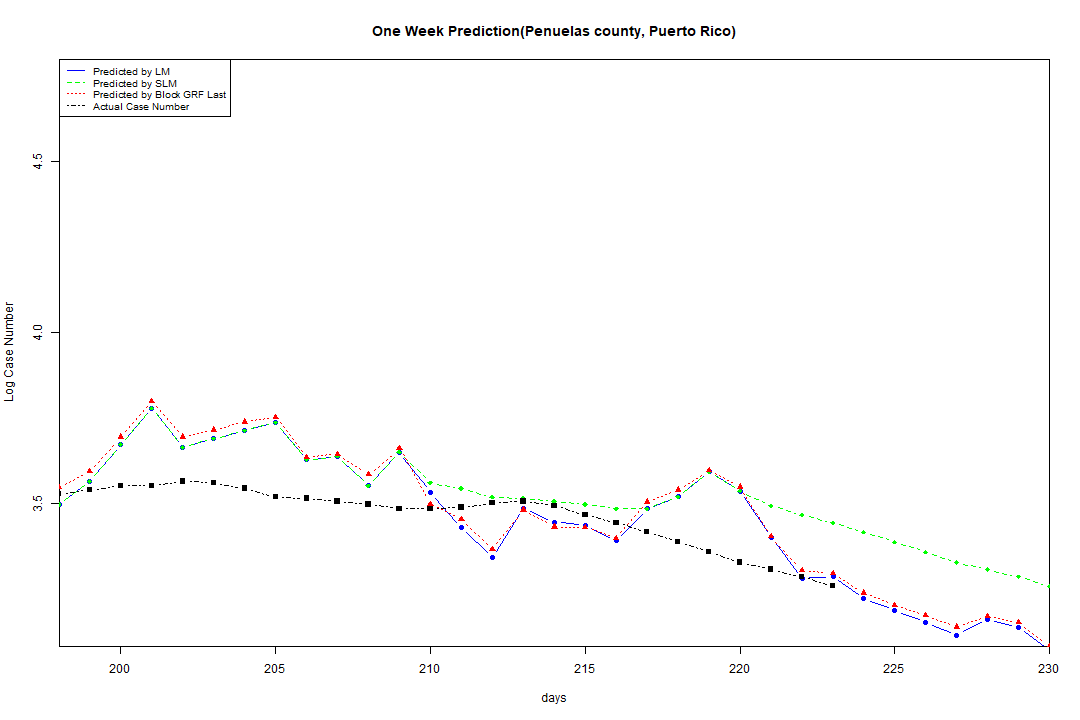 One Week Prediction(Penuelas county, Puerto Rico)
Predicted by LM
Predicted by SLM
Predicted by Block GRF Last
Actual Case Number
4.5
4.0
3.5
Log Case Number
200 205 210 215 220 225 230
days